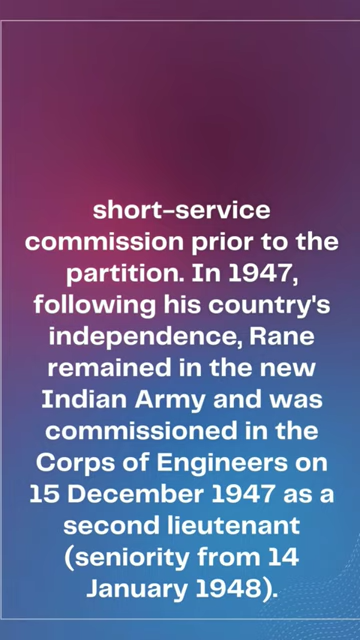 short-service
commission prior to the
partition. In 1947,
following his country's
independence, Rane
remained in the new
Indian Army and was
commissioned in the
Corps of Engineers on
15 December 1947 as a
second lieutenant
(seniority from 14
January 1948).